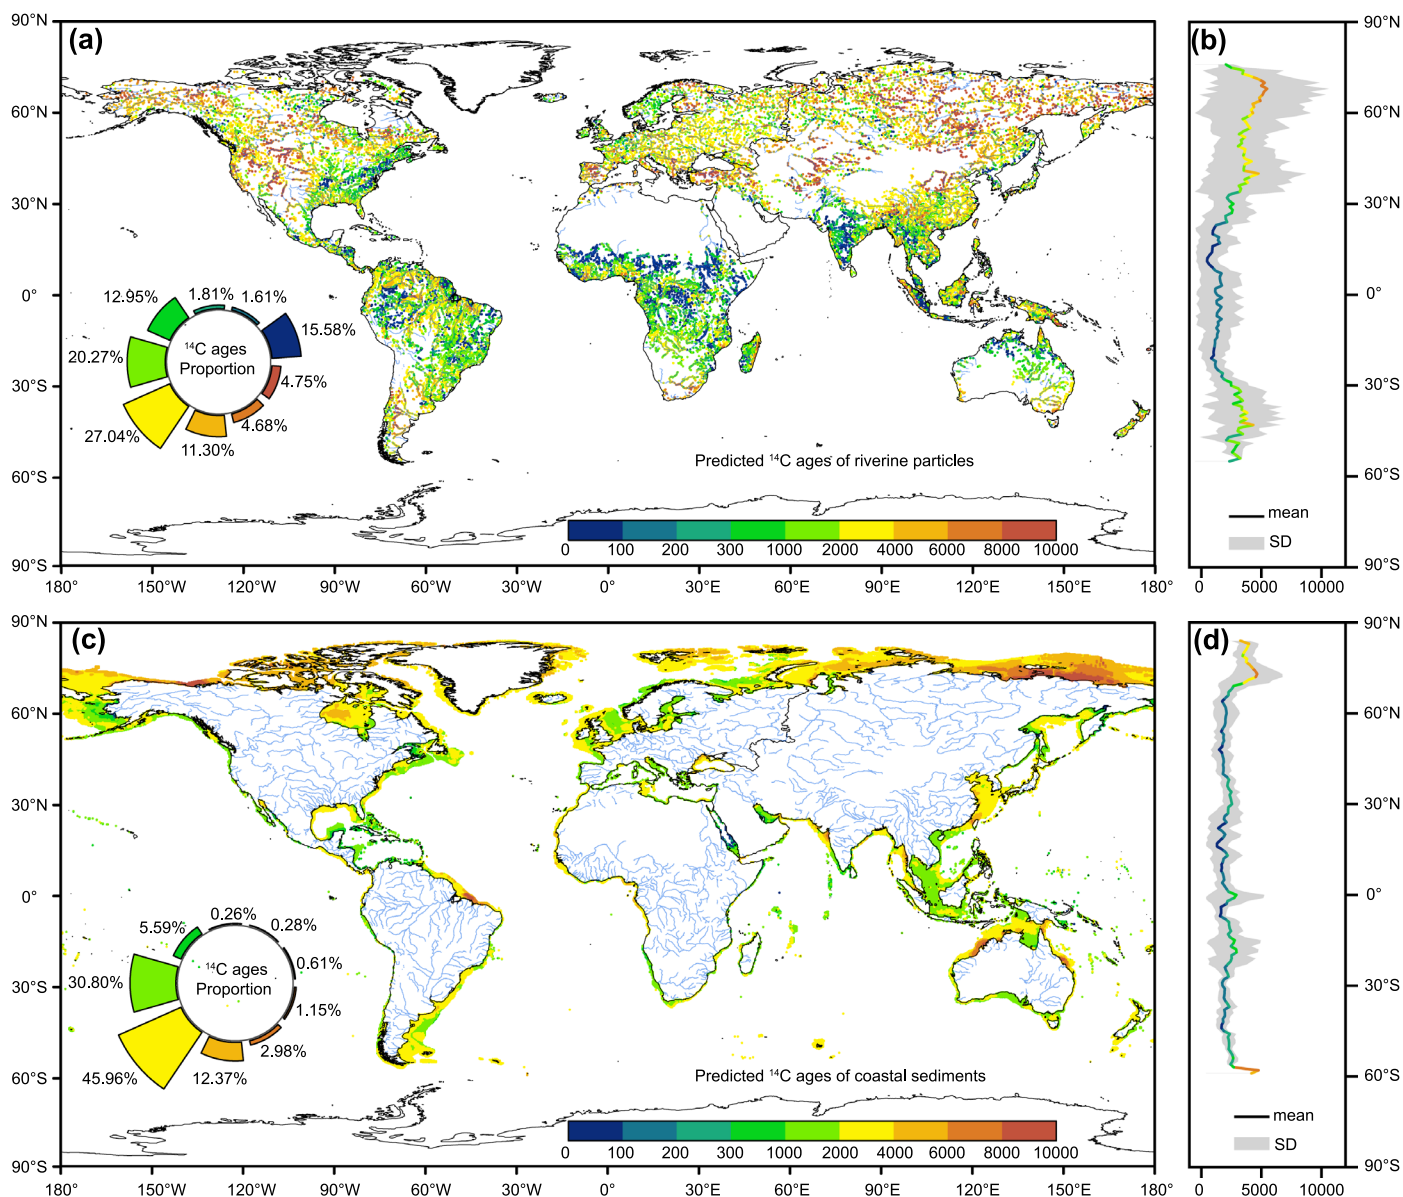 90°N
60°N
30°N
0°
30°S
60°S
90°S
(a)
12.95%
1.81%
1.61%
15.58%
20.27%
¹⁴C ages
Proportion
4.75%
27.04%
11.30%
4.68%
Predicted ¹⁴C ages of riverine particles
0 100 200 300 1000 2000 4000 6000 8000 10000
180° 150°W 120°W 90°W 60°W 30°W 0° 30°E 60°E 90°E 120°E 150°E 180°
(b)
90°N
60°N
30°N
0°
30°S
60°S
90°S
mean
SD
0 5000 10000
90°N
60°N
30°N
0°
30°S
60°S
90°S
(c)
5.59%
0.26%
0.28%
30.80%
¹⁴C ages
Proportion
0.61%
1.15%
45.96%
12.37%
2.98%
Predicted ¹⁴C ages of coastal sediments
0 100 200 300 1000 2000 4000 6000 8000 10000
180° 150°W 120°W 90°W 60°W 30°W 0° 30°E 60°E 90°E 120°E 150°E 180°
(d)
90°N
60°N
30°N
0°
30°S
60°S
90°S
mean
SD
0 5000 10000